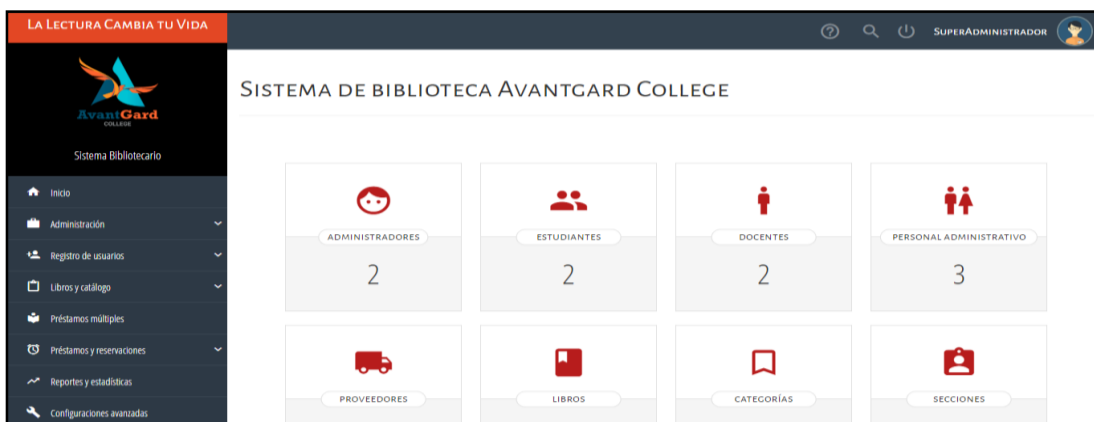 La Lectura Cambia tu Vida
SuperAdministrador
AvantGard
COLLEGE
Sistema Bibliotecario
Sistema de biblioteca Avantgard College
Inicio
Administración
Registro de usuarios
Libros y catálogo
Préstamos múltiples
Préstamos y reservaciones
Reportes y estadísticas
Configuraciones avanzadas
ADMINISTRADORES
2
ESTUDIANTES
2
DOCENTES
2
PERSONAL ADMINISTRATIVO
3
PROVEEDORES
LIBROS
CATEGORÍAS
SECCIONES